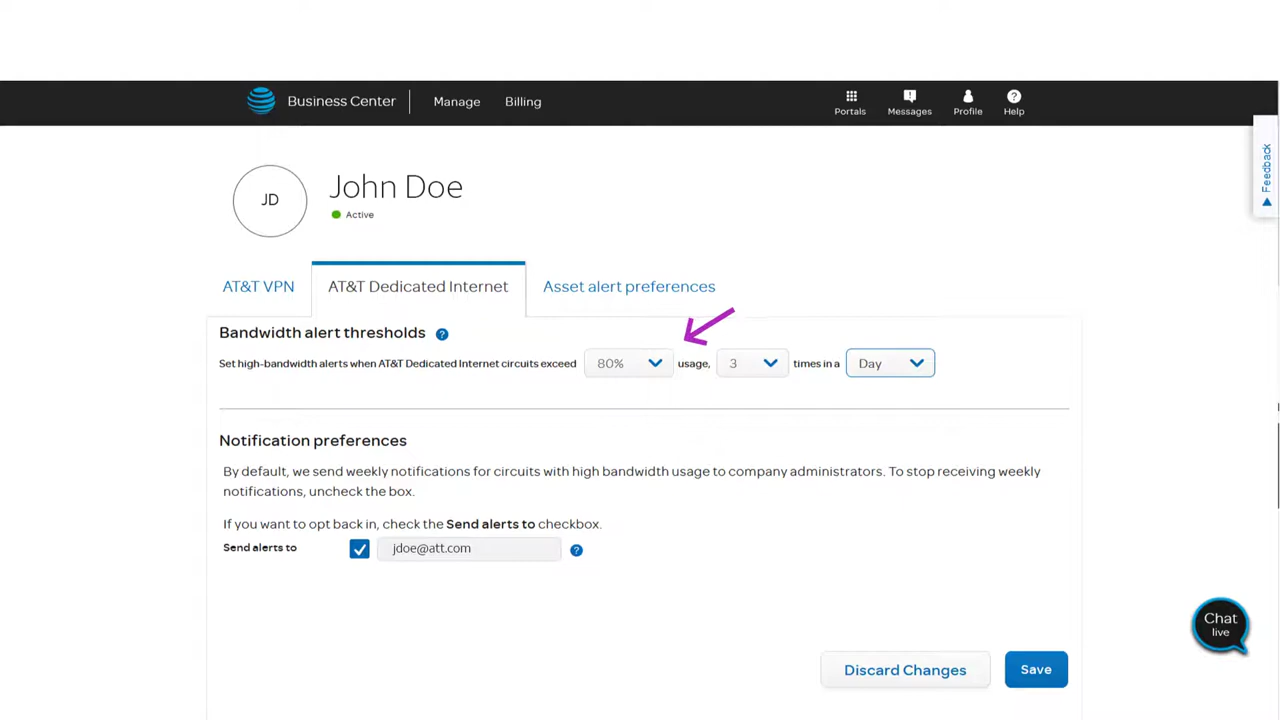 Business Center Manage Billing Portals Messages Profile Help
Feedback
JD
John Doe
Active
AT&T VPN AT&T Dedicated Internet Asset alert preferences
Bandwidth alert thresholds ?
Set high-bandwidth alerts when AT&T Dedicated Internet circuits exceed 80% usage, 3 times in a Day
Notification preferences
By default, we send weekly notifications for circuits with high bandwidth usage to company administrators. To stop receiving weekly
notifications, uncheck the box.
If you want to opt back in, check the Send alerts to checkbox.
Send alerts to jdoe@att.com ?
Chat
live
Discard Changes Save